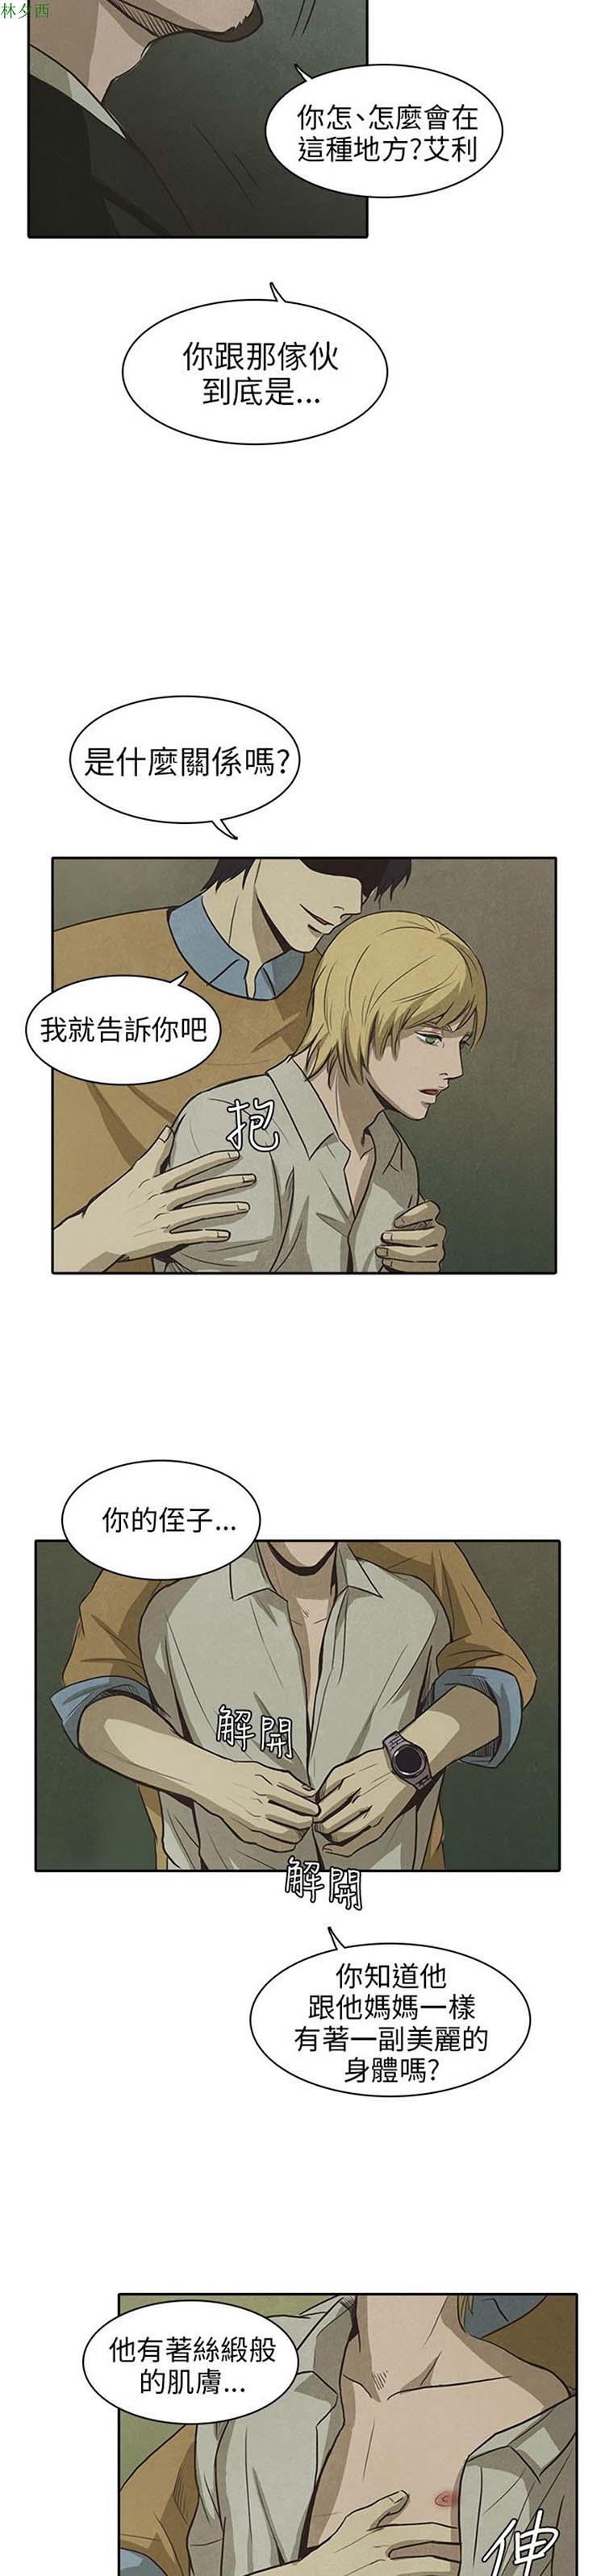 林夕西
你怎、怎麼會在
這種地方?艾利
你跟那傢伙
到底是...
是什麼關係嗎?
我就告訴你吧
抱
你的侄子...
解開
解開
你知道他
跟他媽媽一樣
有著一副美麗的
身體嗎?
他有著絲緞般
的肌膚...
伸